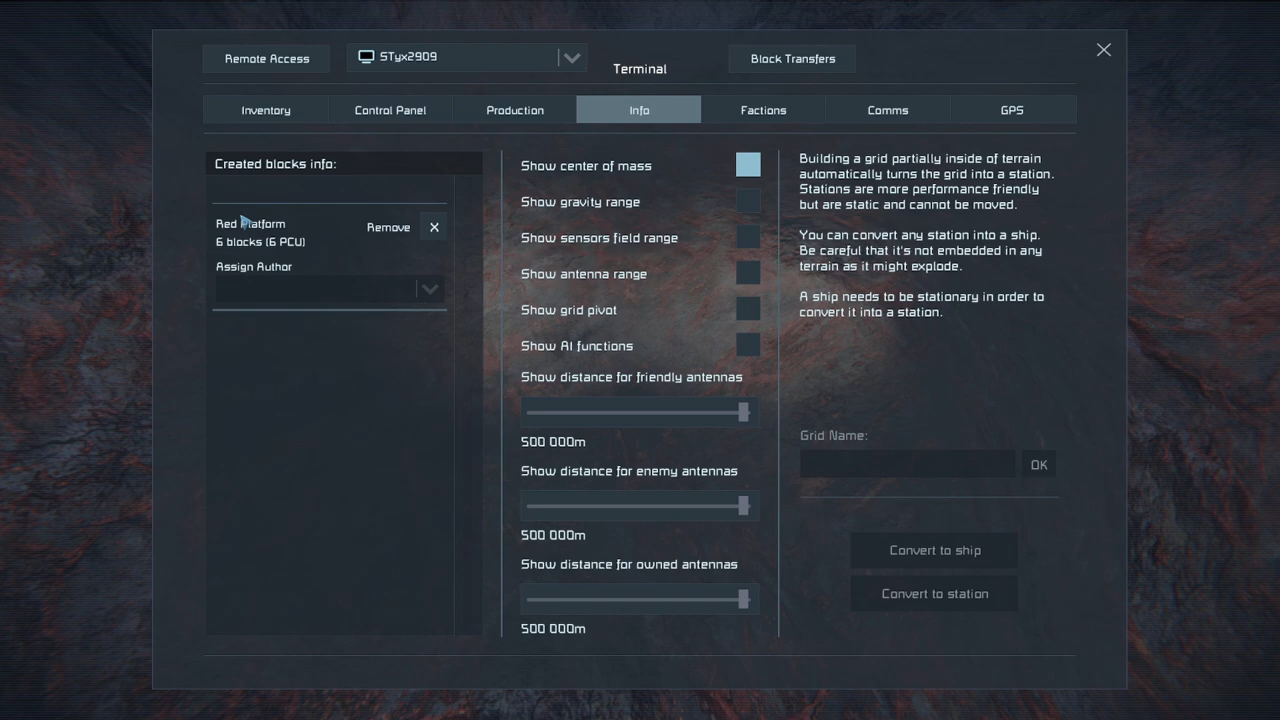 Remote Access
STyx2909
Terminal
Block Transfers
Inventory
Control Panel
Production
Info
Factions
Comms
GPS
Created blocks info:
Red Platform
6 blocks (6 PCU)
Remove
X
Assign Author
Show center of mass
Show gravity range
Show sensors field range
Show antenna range
Show grid pivot
Show AI functions
Show distance for friendly antennas
500 000m
Show distance for enemy antennas
500 000m
Show distance for owned antennas
500 000m
Building a grid partially inside of terrain
automatically turns the grid into a station.
Stations are more performance friendly
but are static and cannot be moved.
You can convert any station into a ship.
Be careful that it's not embedded in any
terrain as it might explode.
A ship needs to be stationary in order to
convert it into a station.
Grid Name:
OK
Convert to ship
Convert to station